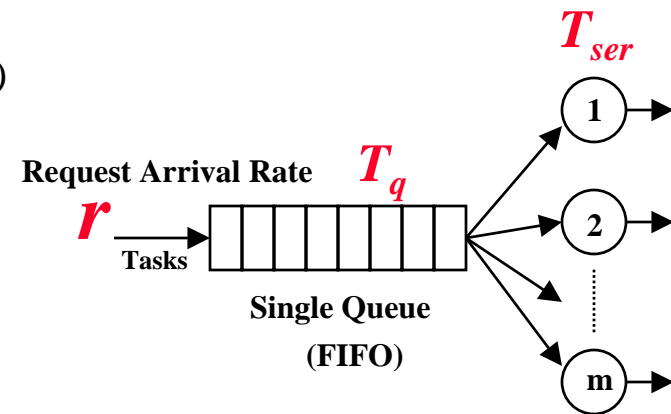 )
T_ser
1
Request Arrival Rate
T_q
r
Tasks
2
Single Queue
(FIFO)
m